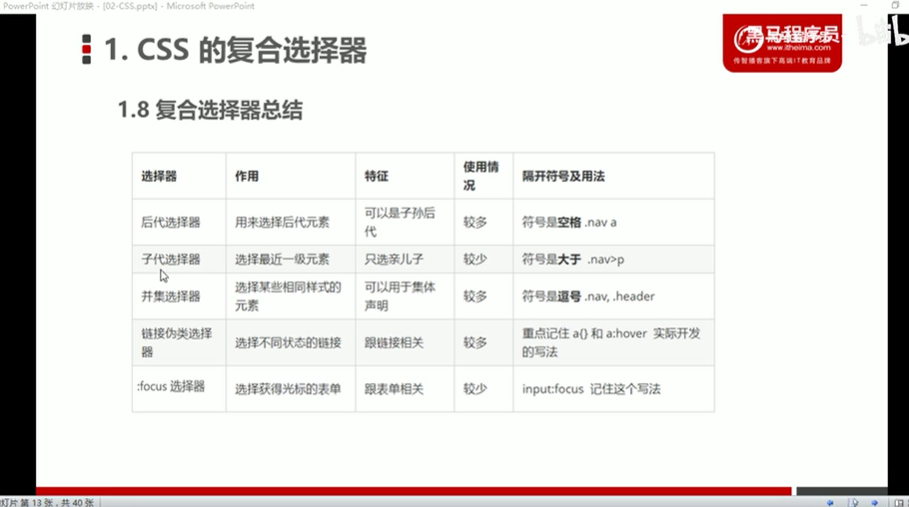 PowerPoint 幻灯片放映 - [02-CSS.pptx] - Microsoft PowerPoint
1. CSS 的复合选择器
黑马程序员
www.itheima.com
传智播客旗下高端IT教育品牌
1.8 复合选择器总结
选择器 作用 特征 使用情况 隔开符号及用法
后代选择器 用来选择后代元素 可以是子孙后代 较多 符号是空格 .nav a
子代选择器 选择最近一级元素 只选亲儿子 较少 符号是大于 .nav>p
并集选择器 选择某些相同样式的元素 可以用于集体声明 较多 符号是逗号 .nav, .header
链接伪类选择器 选择不同状态的链接 跟链接相关 较多 重点记住 a{} 和 a:hover 实际开发的写法
:focus 选择器 选择获得光标的表单 跟表单相关 较少 input:focus 记住这个写法
灯片 第 13 张，共 40 张